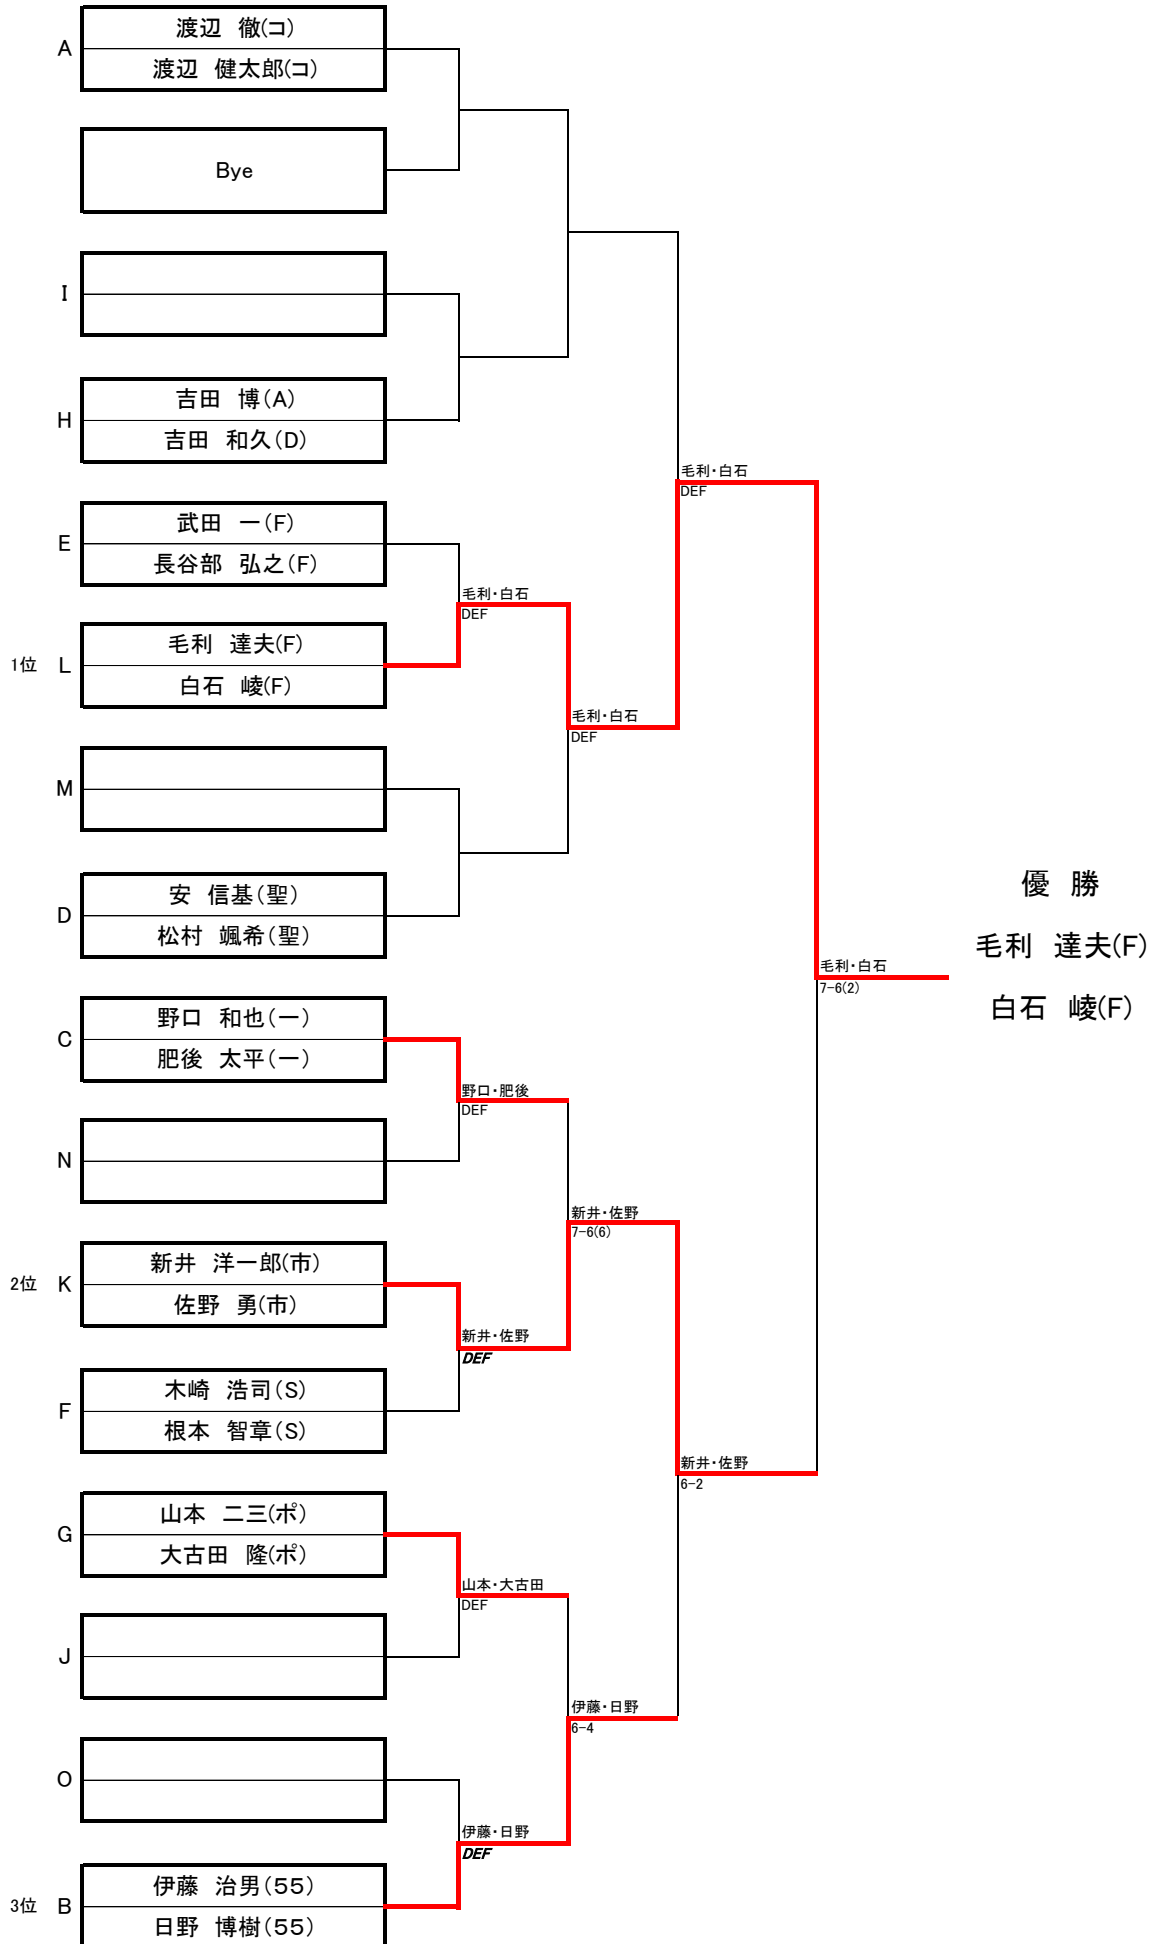 A
渡辺　徹(コ)
渡辺　健太郎(コ)
Bye
I
H
吉田　博(A)
吉田　和久(D)
毛利・白石
DEF
E
武田　一(F)
長谷部　弘之(F)
毛利・白石
DEF
1位
L
毛利　達夫(F)
白石　崚(F)
毛利・白石
DEF
M
D
安　信基(聖)
松村　颯希(聖)
優　勝
毛利　達夫(F)
白石　崚(F)
毛利・白石
7-6(2)
C
野口　和也(一)
肥後　太平(一)
野口・肥後
DEF
N
新井・佐野
7-6(6)
2位
K
新井　洋一郎(市)
佐野　勇(市)
新井・佐野
DEF
F
木崎　浩司(S)
根本　智章(S)
新井・佐野
6-2
G
山本　二三(ポ)
大古田　隆(ポ)
山本・大古田
DEF
J
伊藤・日野
6-4
O
伊藤・日野
DEF
3位
B
伊藤　治男(55)
日野　博樹(55)